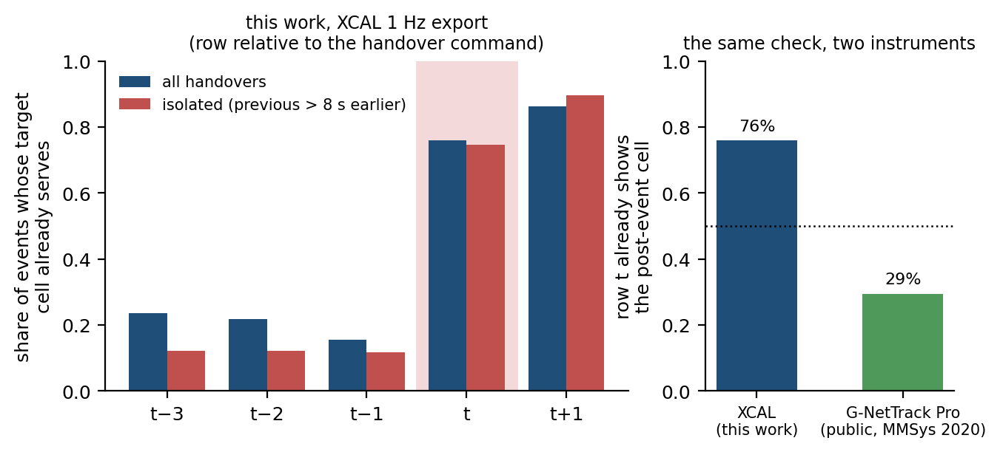 this work, XCAL 1 Hz export
(row relative to the handover command)
share of events whose target
cell already serves
1.0
0.8
0.6
0.4
0.2
0.0
all handovers
isolated (previous > 8 s earlier)
t−3
t−2
t−1
t
t+1
the same check, two instruments
row t already shows
the post-event cell
1.0
0.8
0.6
0.4
0.2
0.0
76%
29%
XCAL
(this work)
G-NetTrack Pro
(public, MMSys 2020)